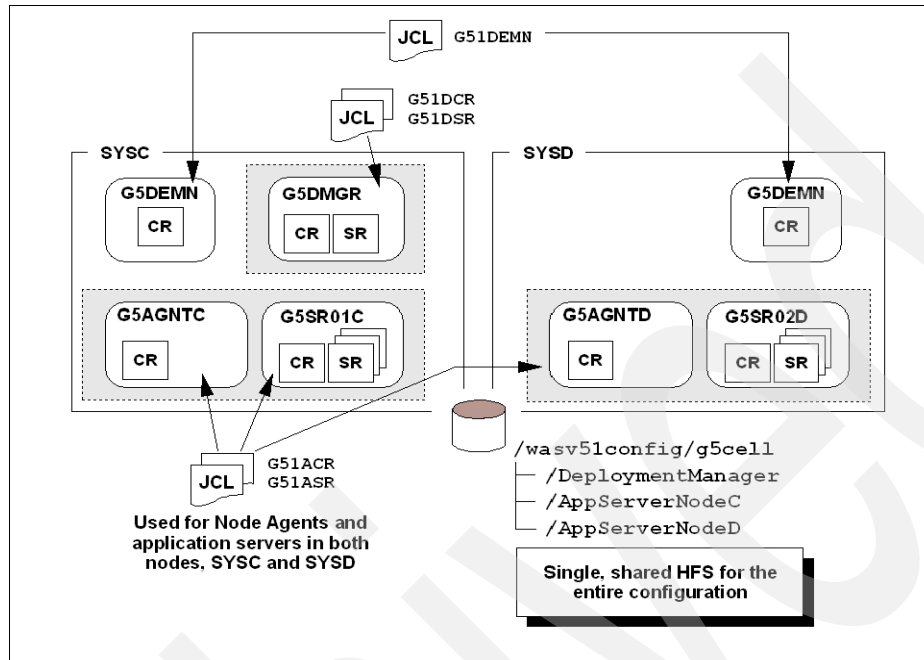 JCL G51DEMN
G51DCR
JCL G51DSR
SYSC
SYSD
G5DEMN
CR
G5DMGR
CR SR
G5DEMN
CR
G5AGNTC
CR
G5SR01C
CR SR
G5AGNTD
CR
G5SR02D
CR SR
G51ACR
JCL G51ASR
Used for Node Agents and
application servers in both
nodes, SYSC and SYSD
/wasv51config/g5cell
/DeploymentManager
/AppServerNodeC
/AppServerNodeD
Single, shared HFS for the
entire configuration